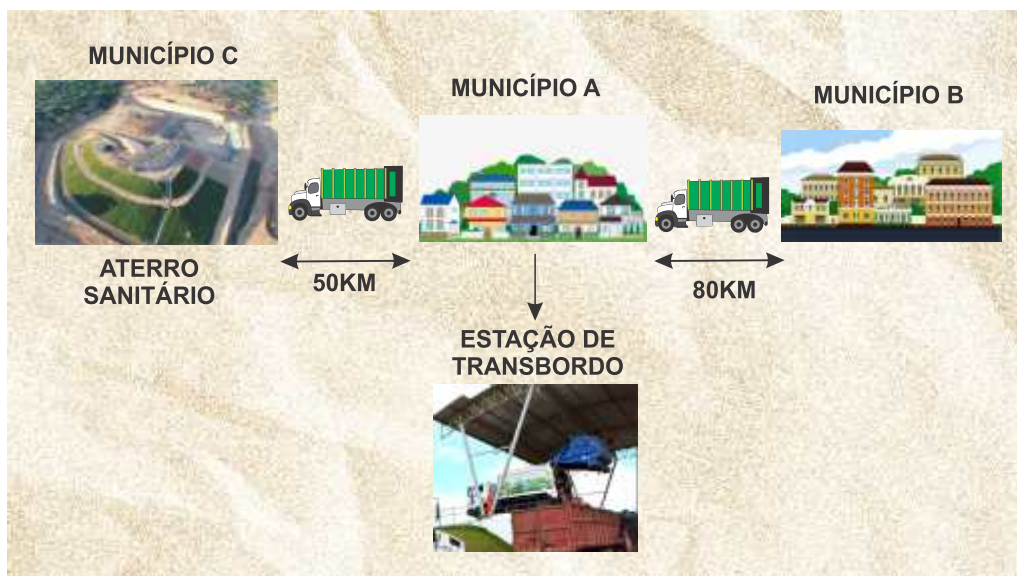 MUNICÍPIO C
MUNICÍPIO A
MUNICÍPIO B
ATERRO
SANITÁRIO
50KM
80KM
ESTAÇÃO DE
TRANSBORDO